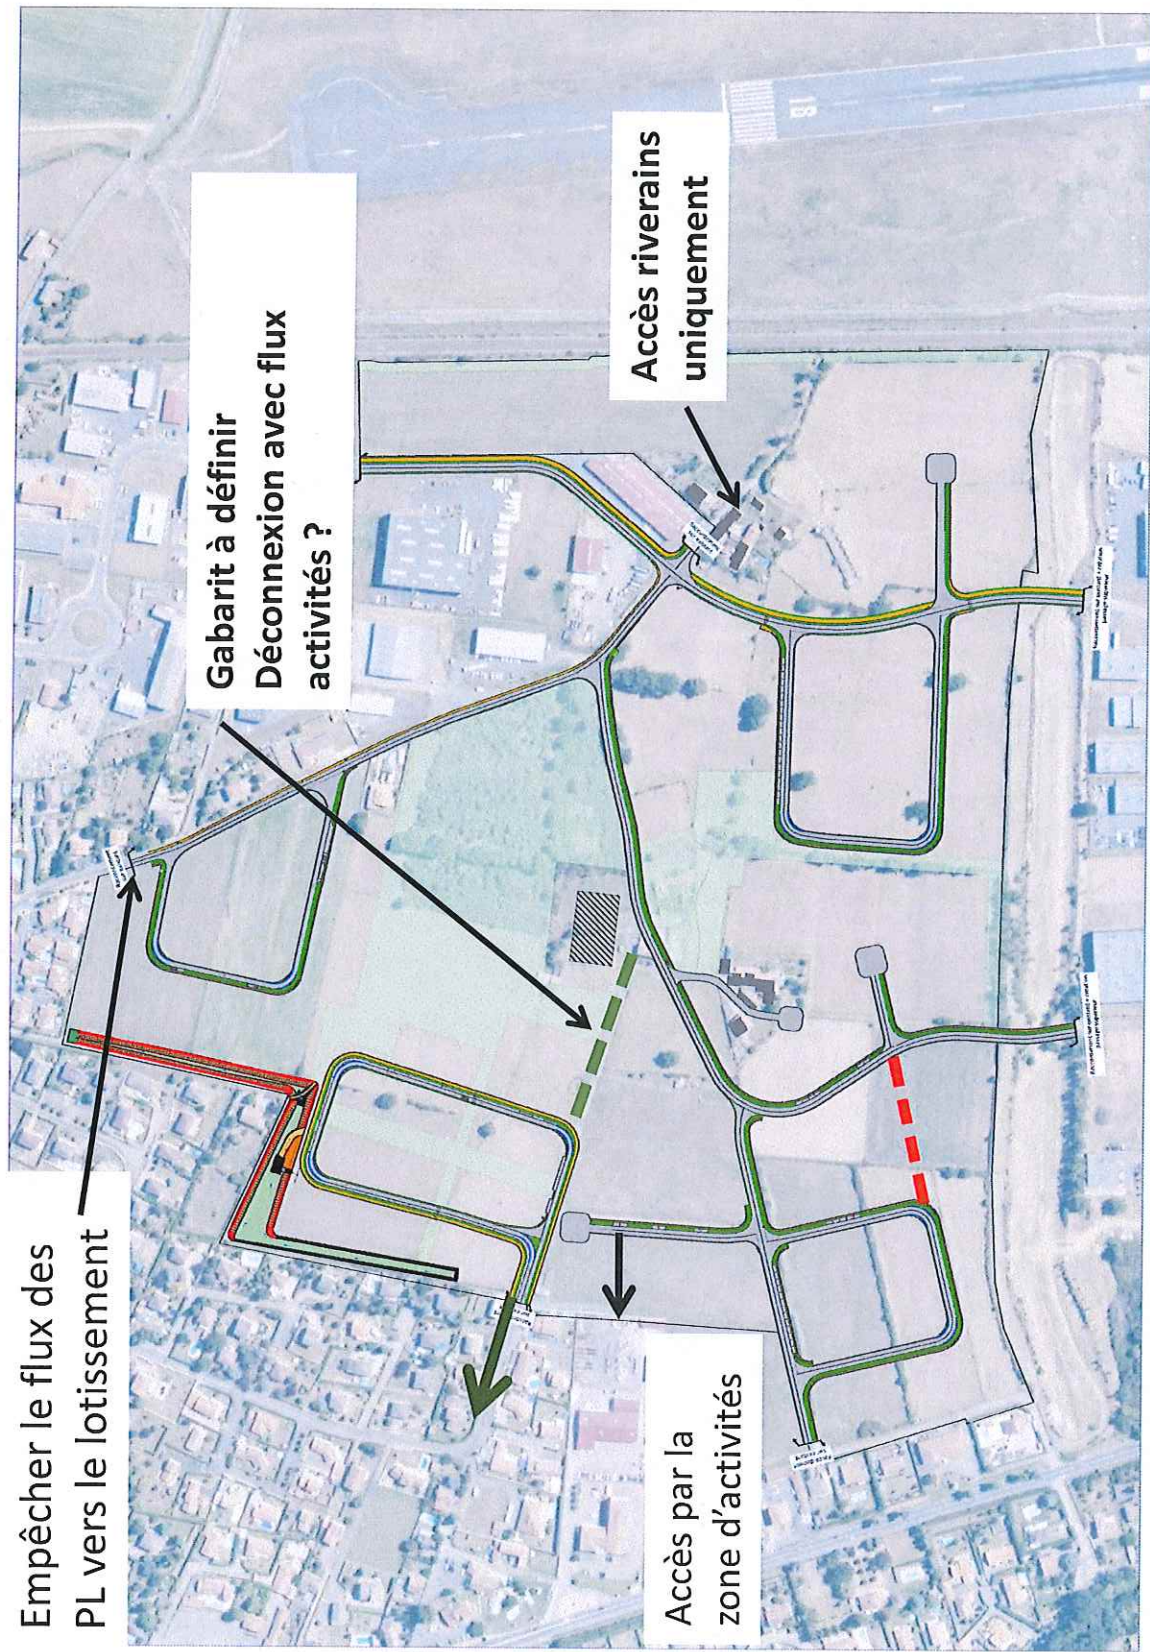 Empêcher le flux des
PL vers le lotissement
Gabarit à définir
Déconnexion avec flux
activités ?
Accès riverains
uniquement
Accès par la
zone d'activités
18